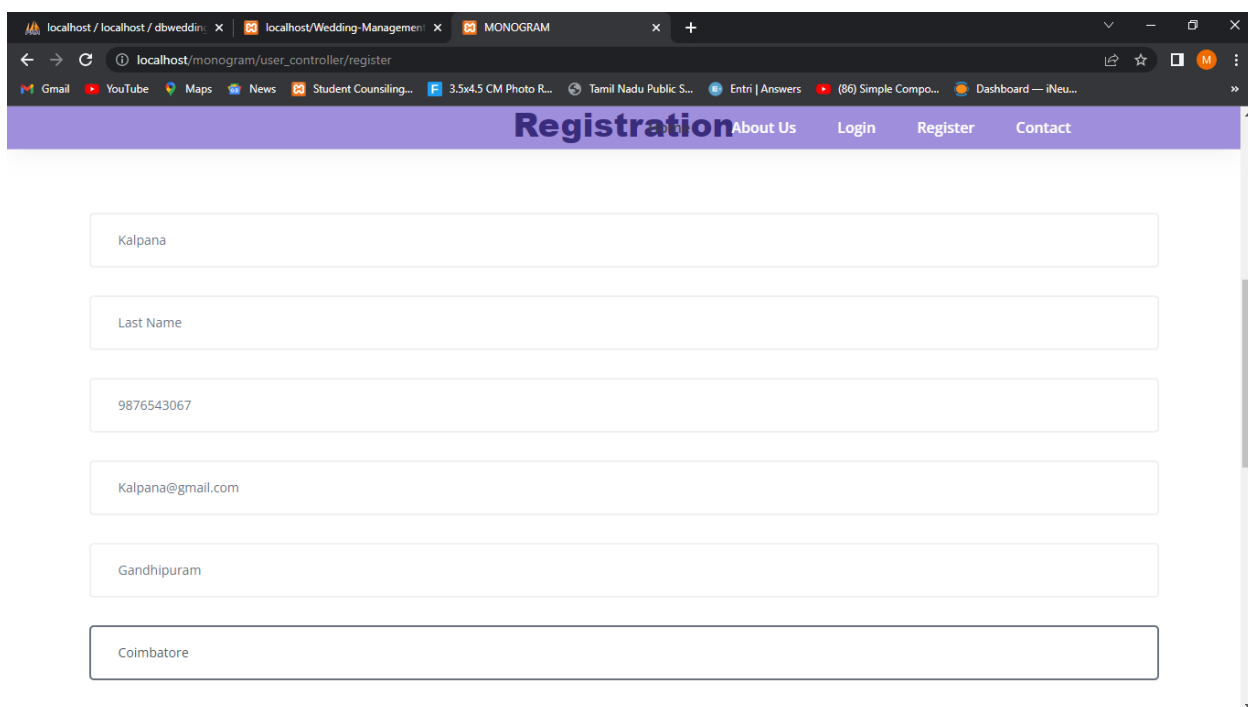 localhost / localhost / dbwedding localhost/Wedding-Management MONOGRAM
localhost/monogram/user_controller/register M
Gmail YouTube Maps News Student Counsiling... 3.5x4.5 CM Photo R... Tamil Nadu Public S... Entri | Answers (86) Simple Compo... Dashboard — iNeu... »
Registration Home About Us Login Register Contact
Kalpana
Last Name
9876543067
Kalpana@gmail.com
Gandhipuram
Coimbatore